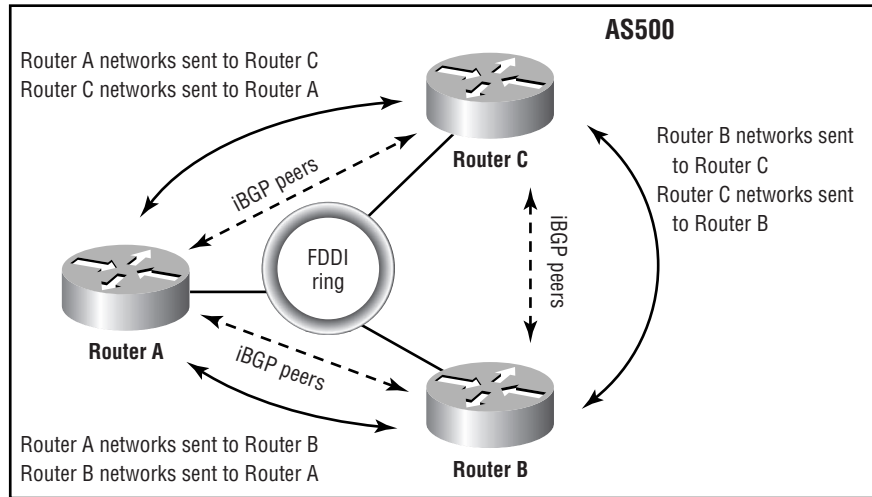 AS500
Router A networks sent to Router C
Router C networks sent to Router A
Router C
iBGP peers
Router B networks sent
to Router C
Router C networks sent
to Router B
iBGP peers
FDDI
ring
Router A
iBGP peers
Router A networks sent to Router B
Router B networks sent to Router A
Router B